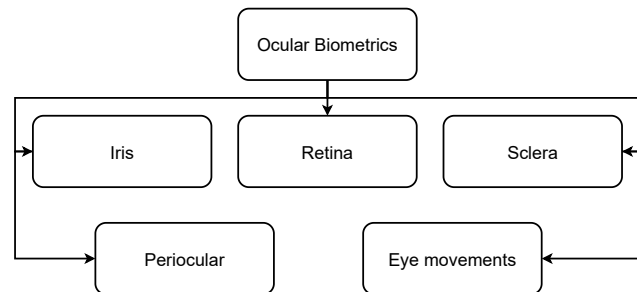 Ocular Biometrics
Iris
Retina
Sclera
Periocular
Eye movements